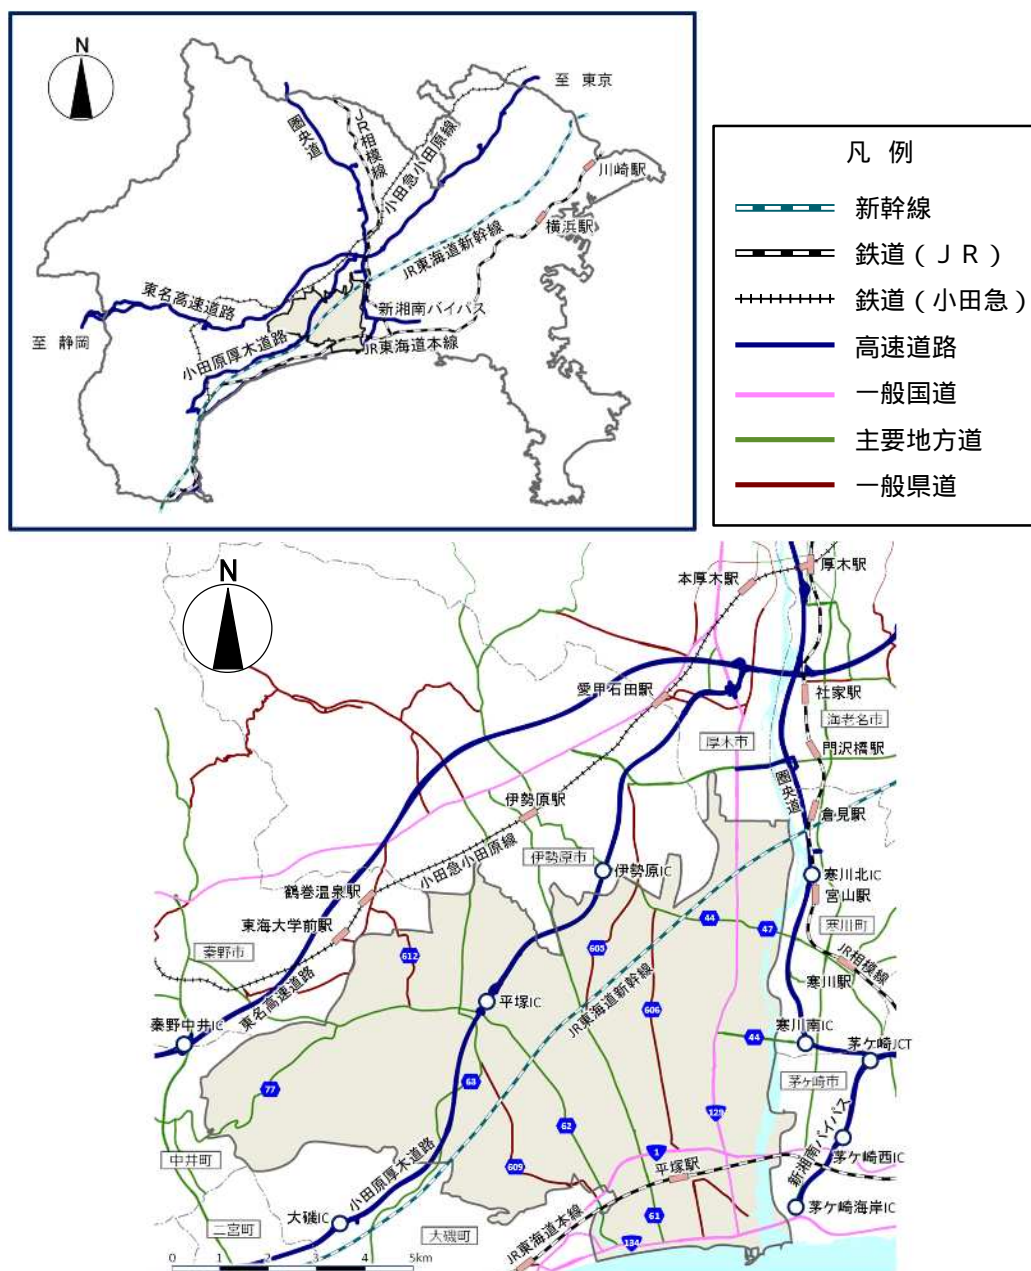 N
至 東京
圏央道
JR相模線
小田急小田原線
川崎駅
横浜駅
JR東海道新幹線
東名高速道路
新湘南バイパス
至 静岡
小田原厚木道路
JR東海道本線
凡 例
新幹線
鉄道（ＪＲ）
鉄道（小田急）
高速道路
一般国道
主要地方道
一般県道
N
本厚木駅
厚木駅
愛甲石田駅
社家駅
海老名市
厚木市
門沢橋駅
圏央道
伊勢原駅
倉見駅
小田急小田原線
伊勢原市
伊勢原IC
寒川北IC
鶴巻温泉駅
宮山駅
東海大学前駅
44
47
寒川町
秦野市
612
605
JR相模線
東名高速道路
JR東海道新幹線
寒川駅
平塚IC
606
秦野中井IC
寒川南IC
44
茅ケ崎JCT
77
63
茅ヶ崎市
129
新湘南バイパス
62
中井町
1
茅ケ崎西IC
609
平塚駅
小田原厚木道路
二宮町
大磯IC
大磯町
61
茅ケ崎海岸IC
JR東海道本線
134
0 1 2 3 4 5km